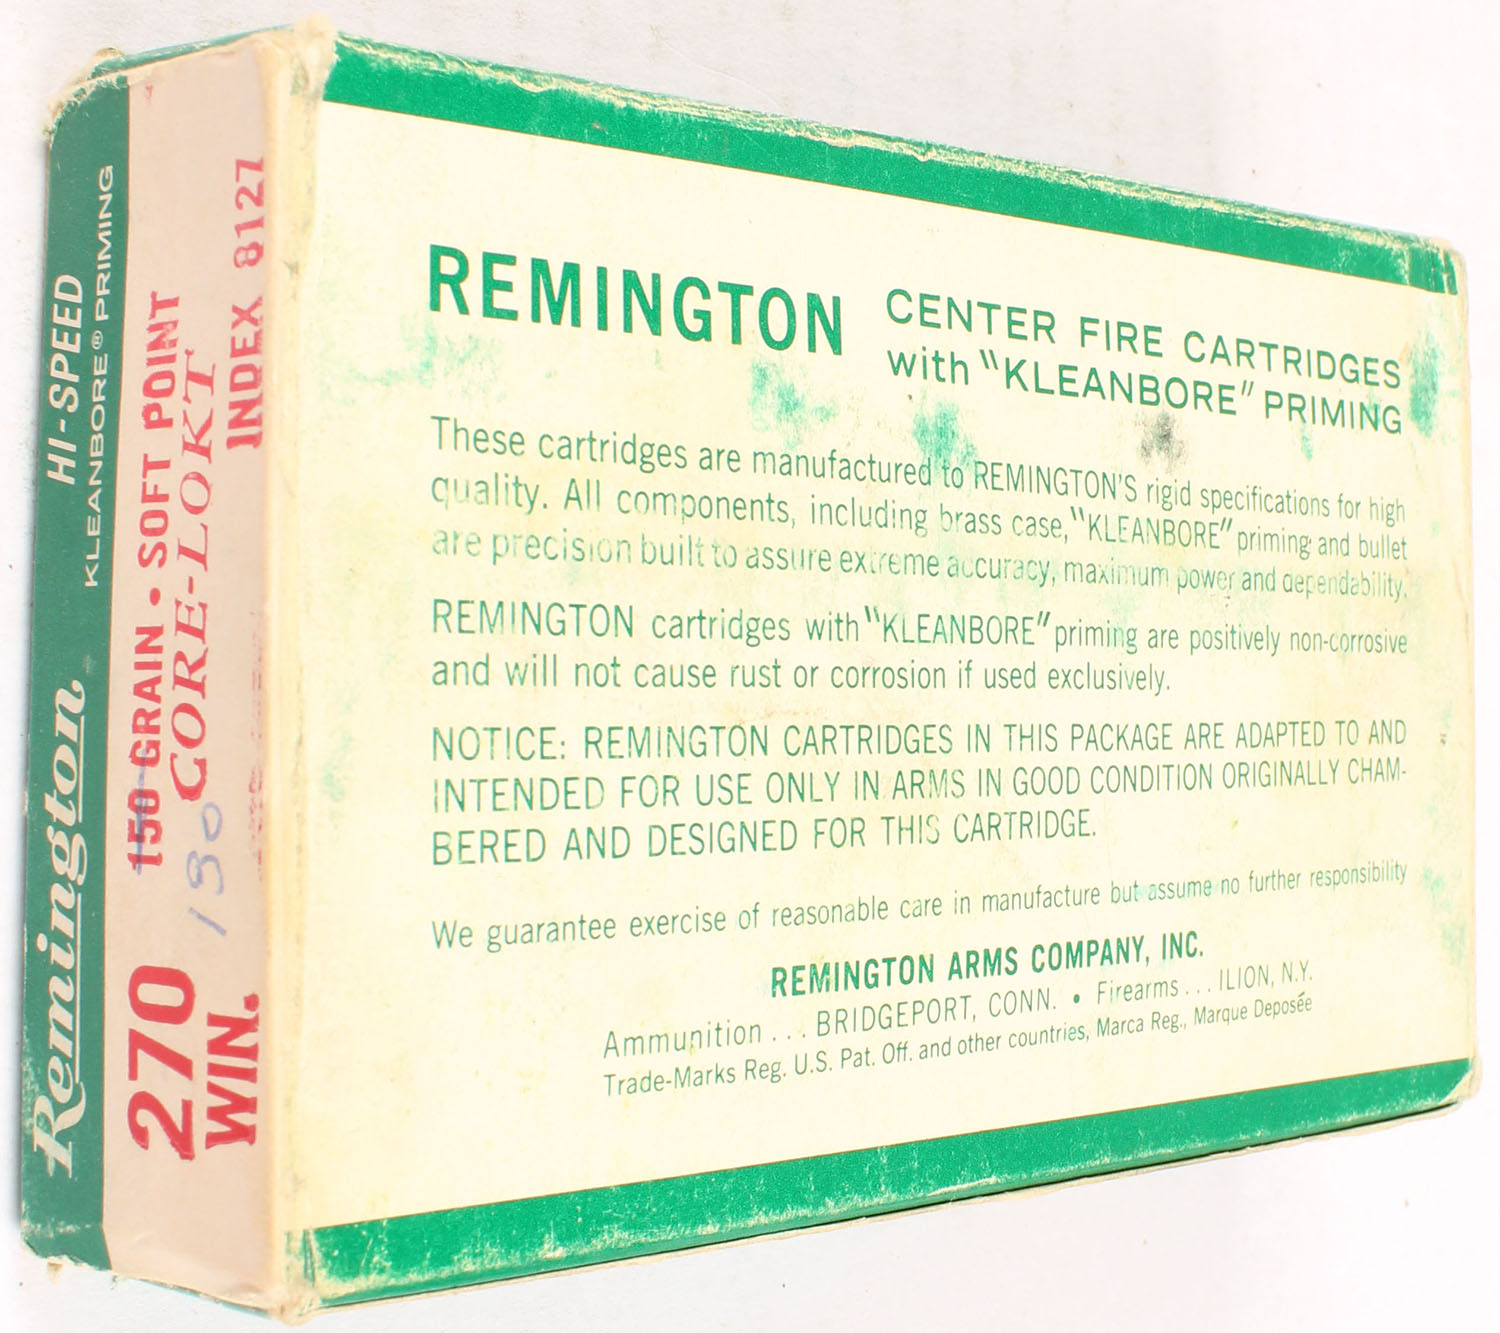 Remington
HI-SPEED
KLEANBORE® PRIMING
270
WIN.
150 GRAIN • SOFT POINT
130
CORE-LOKT
INDEX 8127
REMINGTON
CENTER FIRE CARTRIDGES
with "KLEANBORE" PRIMING
These cartridges are manufactured to REMINGTON'S rigid specifications for high
quality. All components, including brass case, "KLEANBORE" priming and bullet
are precision built to assure extreme accuracy, maximum power and dependability.
REMINGTON cartridges with "KLEANBORE" priming are positively non-corrosive
and will not cause rust or corrosion if used exclusively.
NOTICE: REMINGTON CARTRIDGES IN THIS PACKAGE ARE ADAPTED TO AND
INTENDED FOR USE ONLY IN ARMS IN GOOD CONDITION ORIGINALLY CHAM-
BERED AND DESIGNED FOR THIS CARTRIDGE.
We guarantee exercise of reasonable care in manufacture but assume no further responsibility
REMINGTON ARMS COMPANY, INC.
Ammunition . . . BRIDGEPORT, CONN. • Firearms . . . ILION, N.Y.
Trade-Marks Reg. U.S. Pat. Off. and other countries, Marca Reg., Marque Deposée